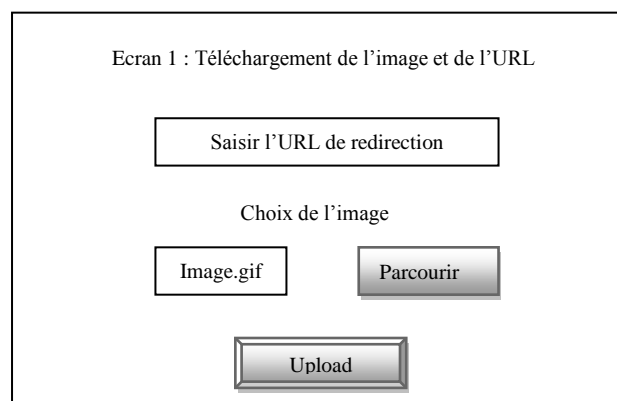 Ecran 1 : Téléchargement de l’image et de l’URL
Saisir l’URL de redirection
Choix de l’image
Image.gif
Parcourir
Upload